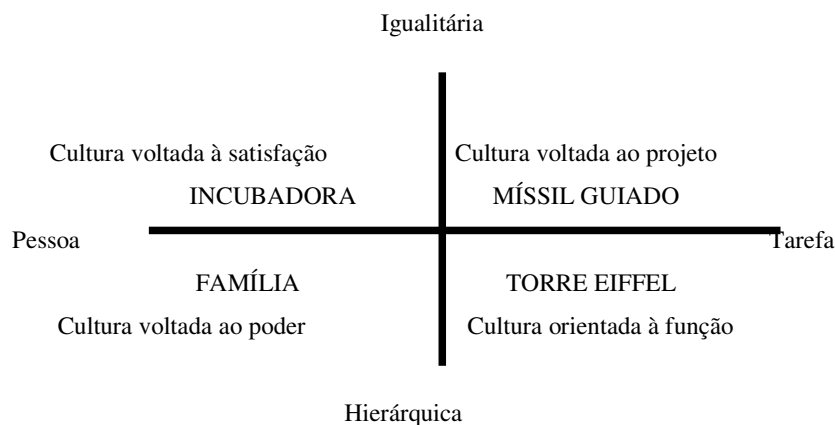 Igualitária
Cultura voltada à satisfação
Cultura voltada ao projeto
INCUBADORA
MÍSSIL GUIADO
Pessoa
Tarefa
FAMÍLIA
TORRE EIFFEL
Cultura voltada ao poder
Cultura orientada à função
Hierárquica